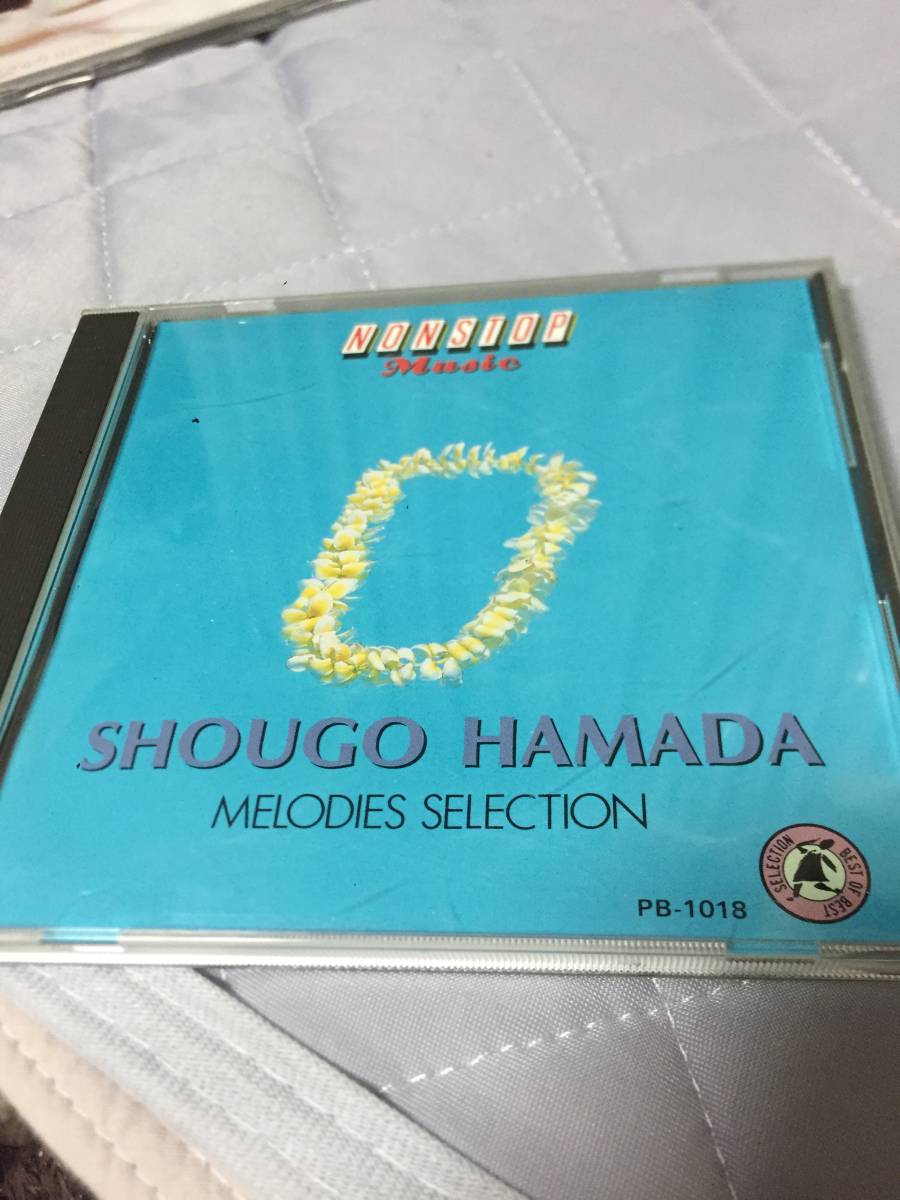 NONSTOP
Music
SHOUGO HAMADA
MELODIES SELECTION
PB-1018
SELECTION
BEST OF BEST